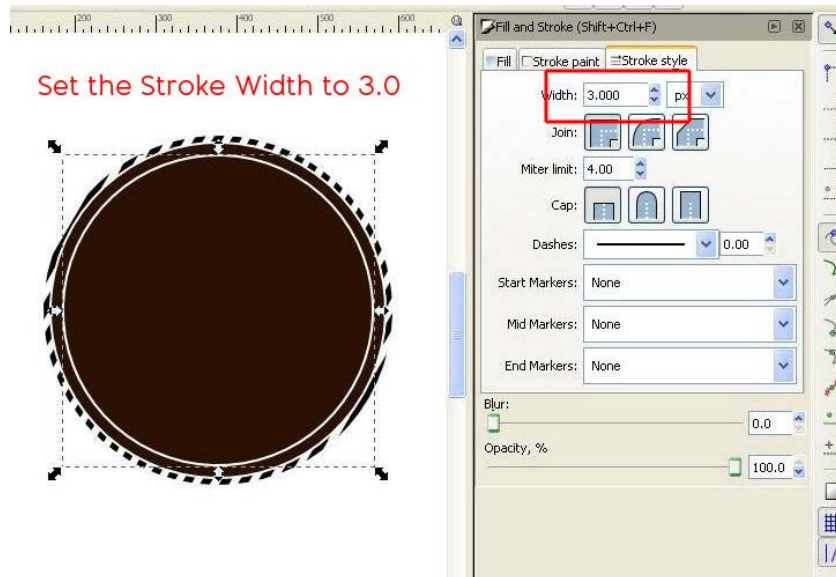 200 300 400 500 600
Fill and Stroke (Shift+Ctrl+F)
Fill Stroke paint Stroke style
Set the Stroke Width to 3.0
Width: 3.000 px
Join:
Miter limit: 4.00
Cap:
Dashes: 0.00
Start Markers: None
Mid Markers: None
End Markers: None
Blur:
0.0
Opacity, %
100.0